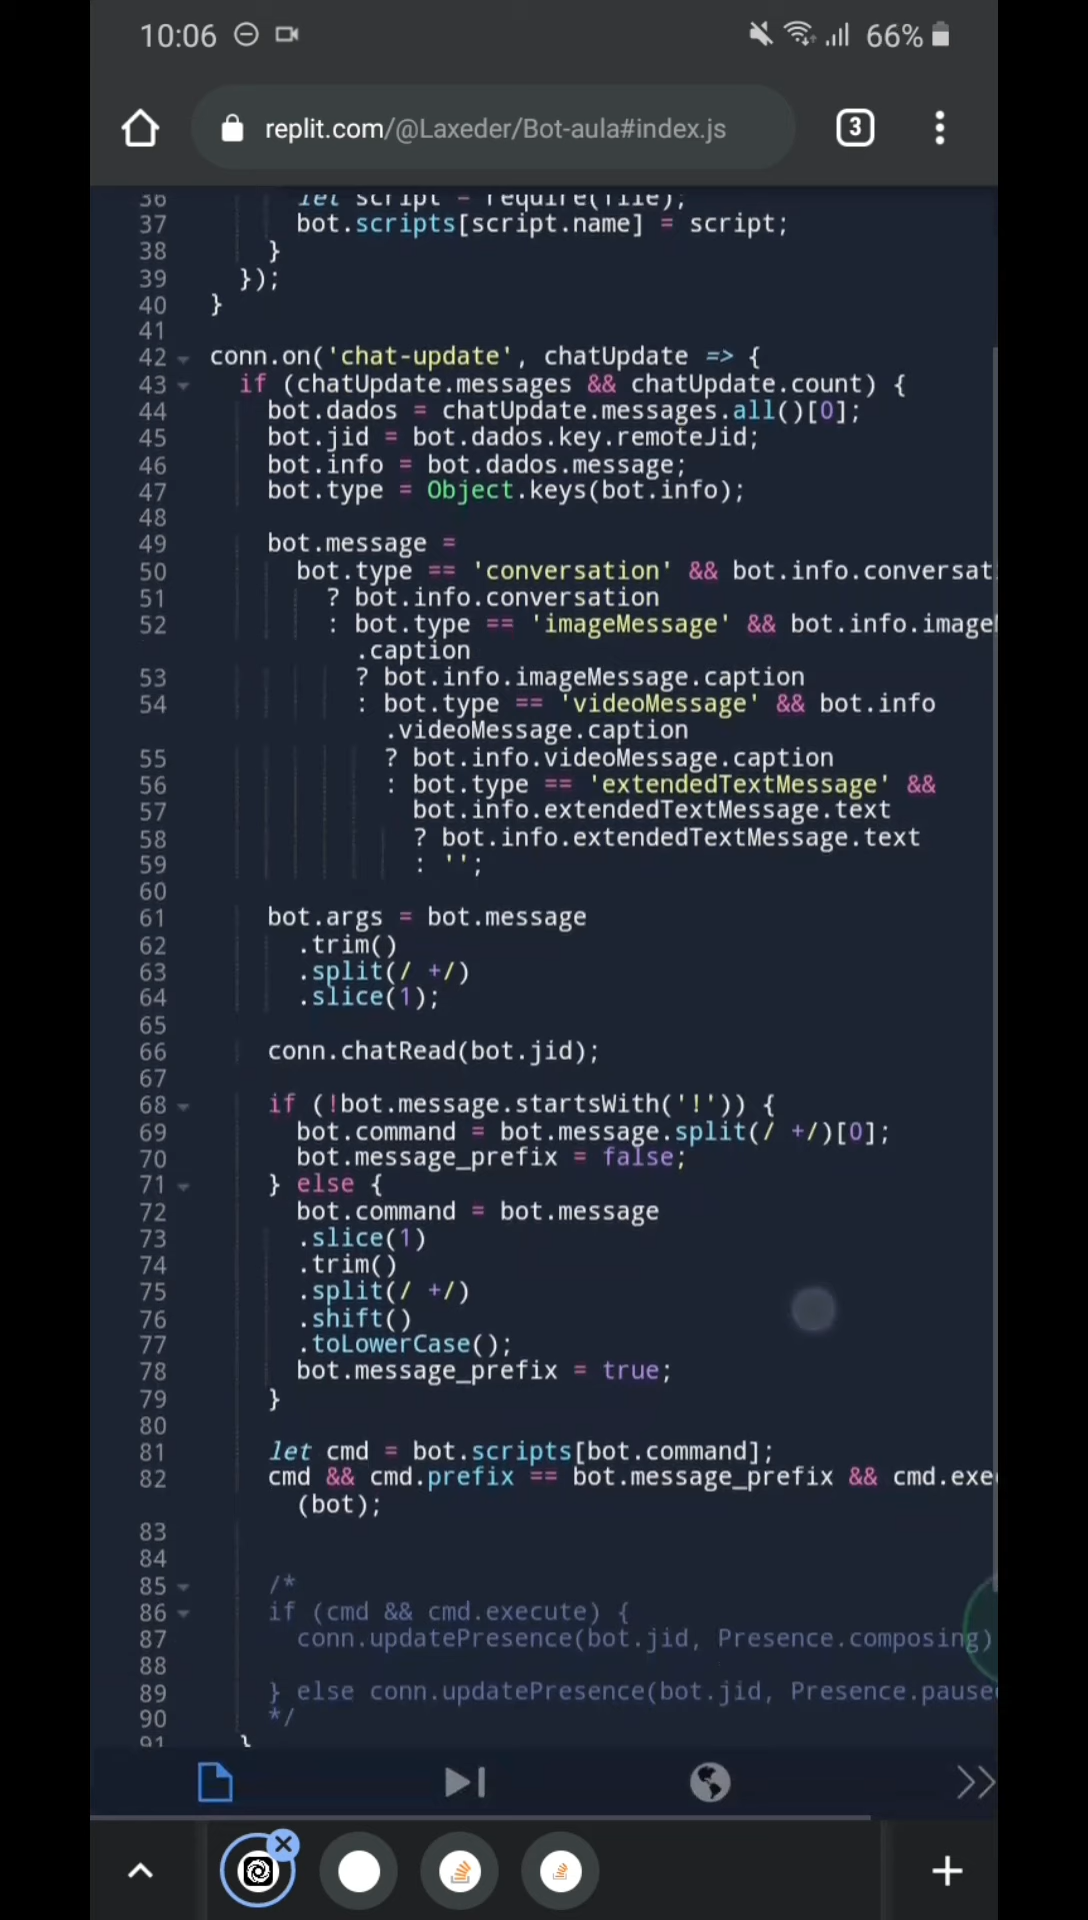 10:06 66%
replit.com/@Laxeder/Bot-aula#index.js 3
36 let script = require(file);
37 bot.scripts[script.name] = script;
38 }
39 });
40 }
41
42 conn.on('chat-update', chatUpdate => {
43 if (chatUpdate.messages && chatUpdate.count) {
44 bot.dados = chatUpdate.messages.all()[0];
45 bot.jid = bot.dados.key.remoteJid;
46 bot.info = bot.dados.message;
47 bot.type = Object.keys(bot.info);
48
49 bot.message =
50 bot.type == 'conversation' && bot.info.conversat
51 ? bot.info.conversation
52 : bot.type == 'imageMessage' && bot.info.image
.caption
53 ? bot.info.imageMessage.caption
54 : bot.type == 'videoMessage' && bot.info
.videoMessage.caption
55 ? bot.info.videoMessage.caption
56 : bot.type == 'extendedTextMessage' &&
57 bot.info.extendedTextMessage.text
58 ? bot.info.extendedTextMessage.text
59 : '';
60
61 bot.args = bot.message
62 .trim()
63 .split(/ +/)
64 .slice(1);
65
66 conn.chatRead(bot.jid);
67
68 if (!bot.message.startsWith('!')) {
69 bot.command = bot.message.split(/ +/)[0];
70 bot.message_prefix = false;
71 } else {
72 bot.command = bot.message
73 .slice(1)
74 .trim()
75 .split(/ +/)
76 .shift()
77 .toLowerCase();
78 bot.message_prefix = true;
79 }
80
81 let cmd = bot.scripts[bot.command];
82 cmd && cmd.prefix == bot.message_prefix && cmd.exe
(bot);
83
84
85 /*
86 if (cmd && cmd.execute) {
87 conn.updatePresence(bot.jid, Presence.composing)
88
89 } else conn.updatePresence(bot.jid, Presence.pause
90 */
91 }